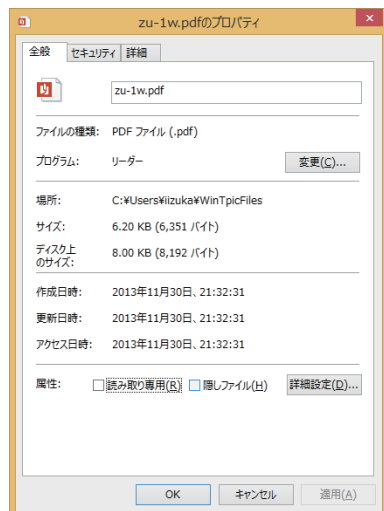 zu-1w.pdfのプロパティ
全般 セキュリティ 詳細
zu-1w.pdf
ファイルの種類: PDF ファイル (.pdf)
プログラム: リーダー 変更(C)...
場所: C:¥Users¥iizuka¥WinTpicFiles
サイズ: 6.20 KB (6,351 バイト)
ディスク上
のサイズ: 8.00 KB (8,192 バイト)
作成日時: 2013年11月30日、21:32:31
更新日時: 2013年11月30日、21:32:31
アクセス日時: 2013年11月30日、21:32:31
属性: 読み取り専用(R) 隠しファイル(H) 詳細設定(D)...
OK キャンセル 適用(A)